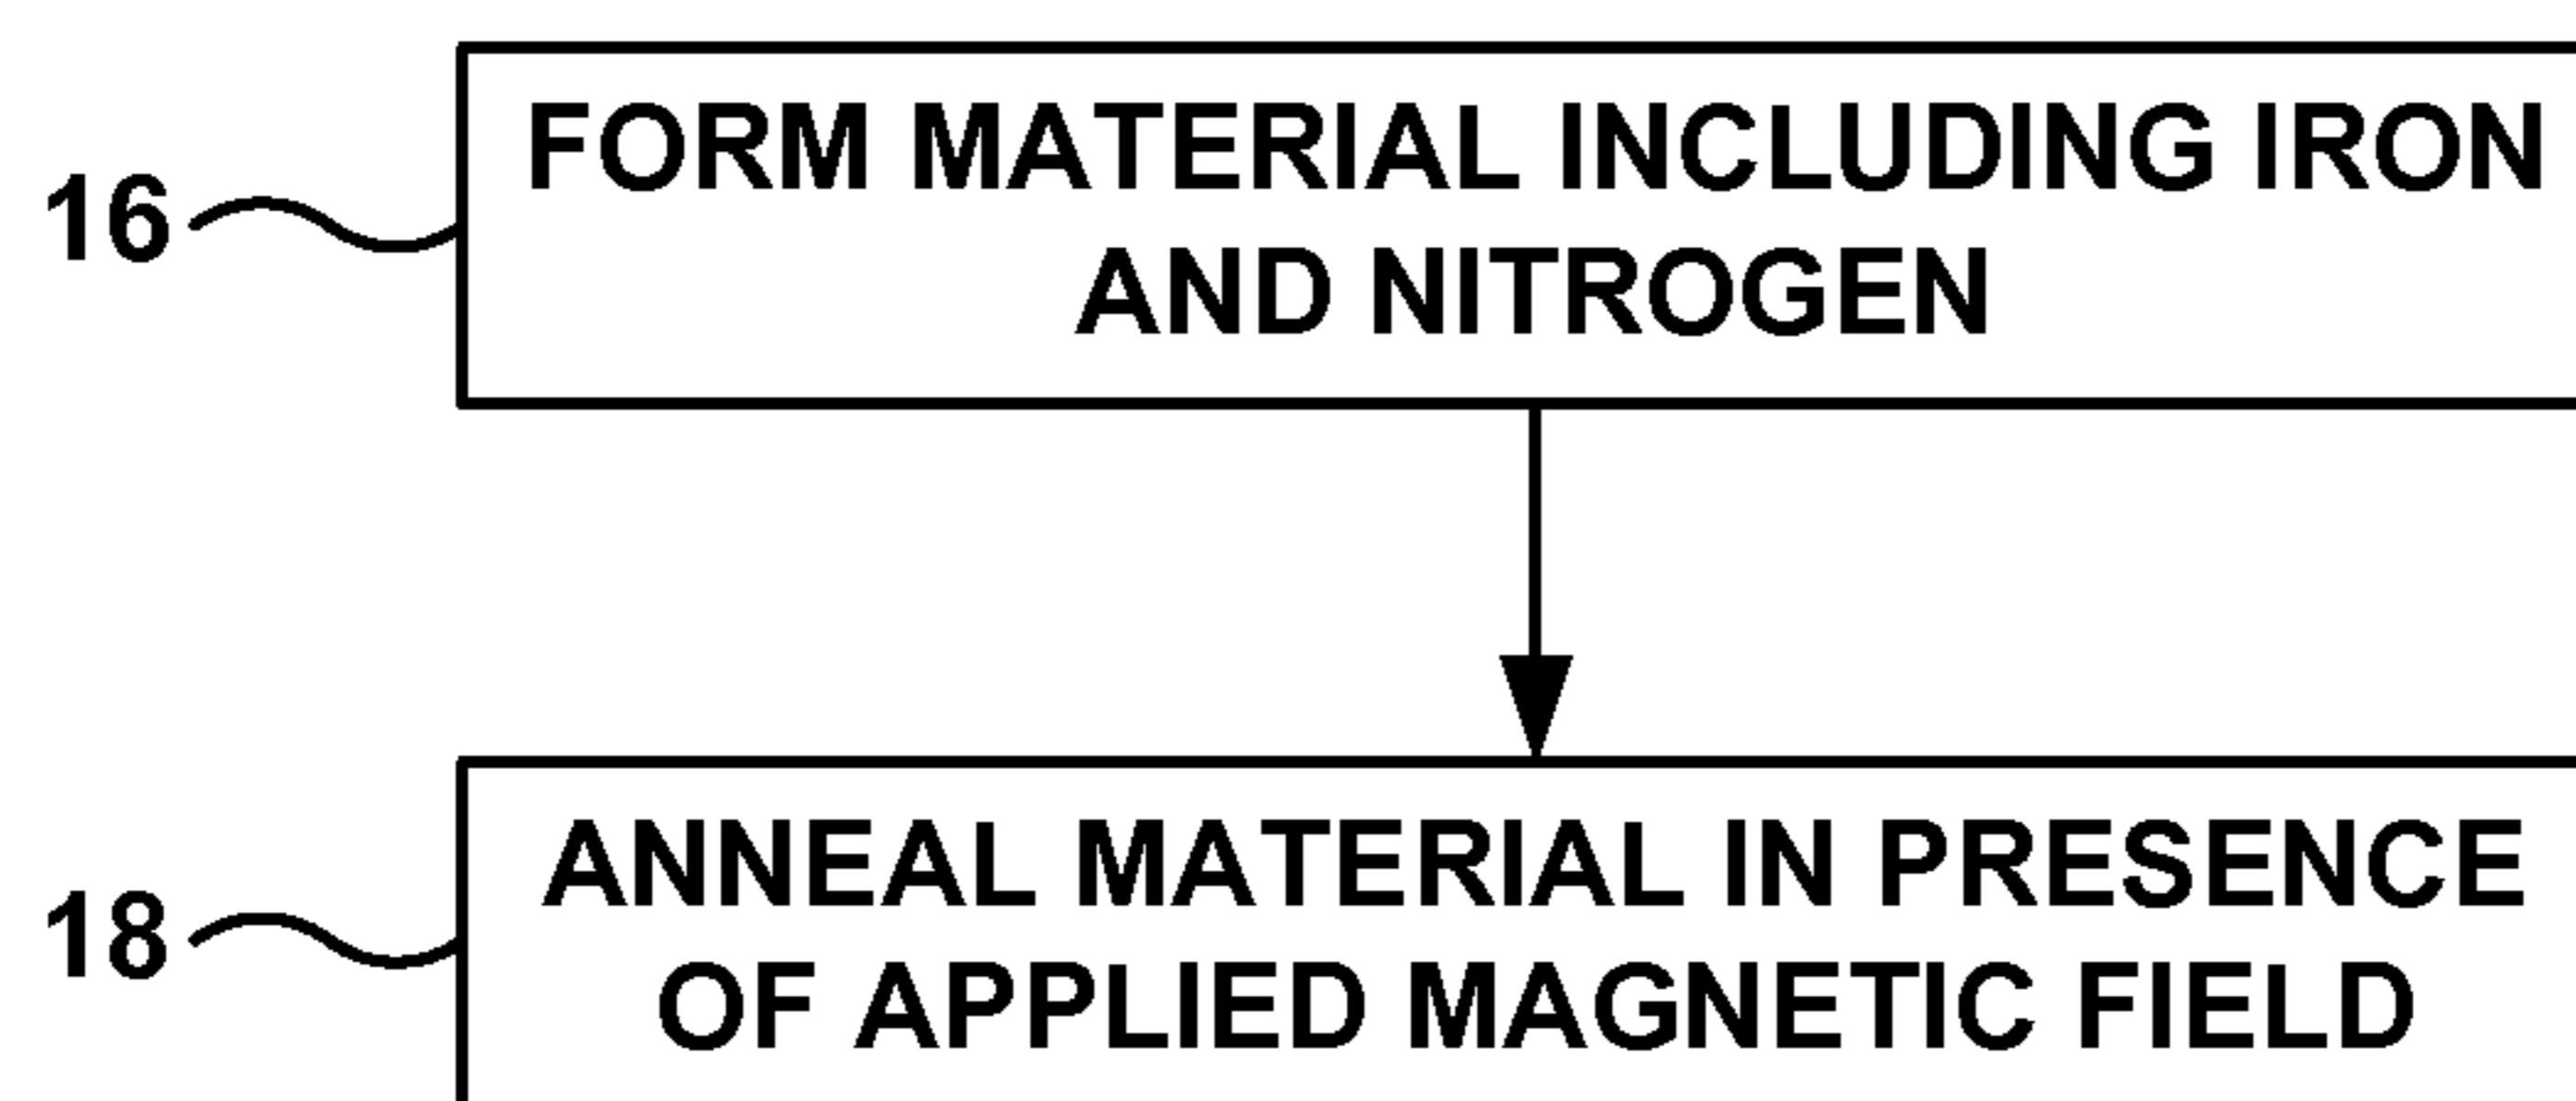 16
FORM MATERIAL INCLUDING IRON
AND NITROGEN
18
ANNEAL MATERIAL IN PRESENCE
OF APPLIED MAGNETIC FIELD